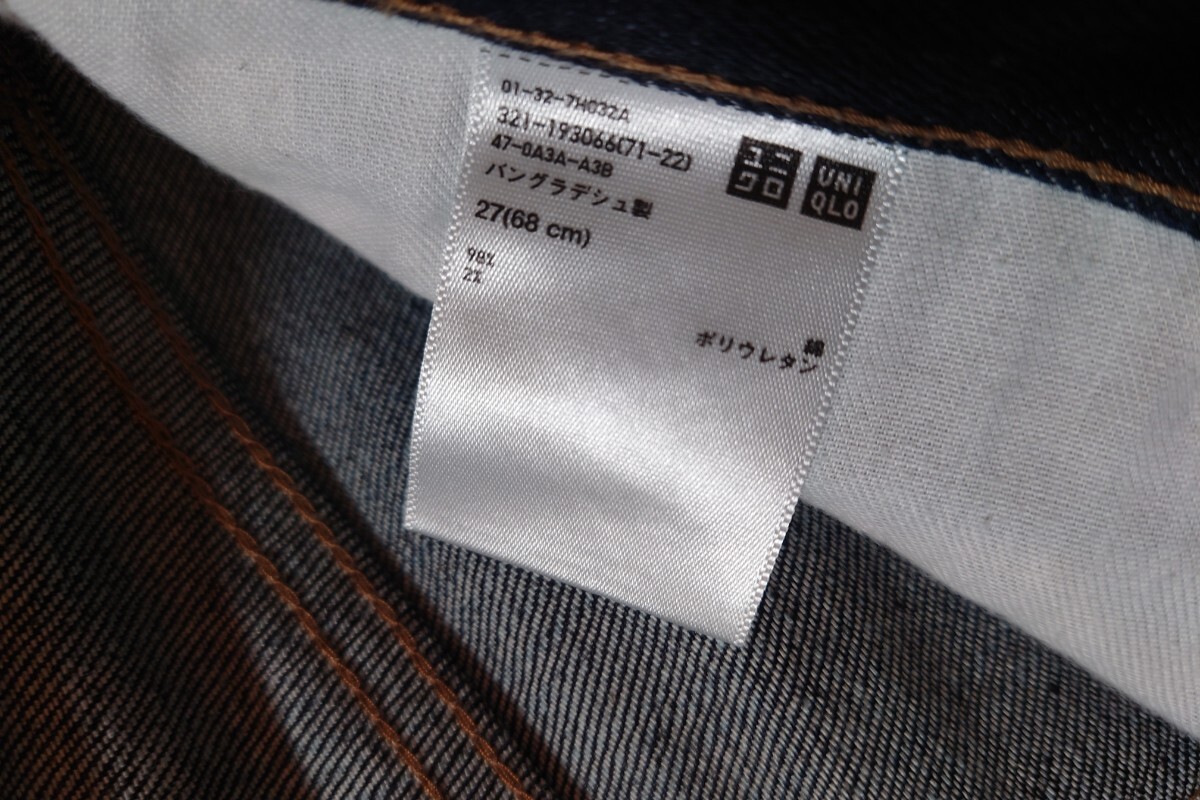 01-32-7H032A
321-193066(71-22)
47-0A3A-A3B
バングラデシュ製
27(68 cm)
98%
2%
ユニ
クロ
UNI
QLO
綿
ポリウレタン